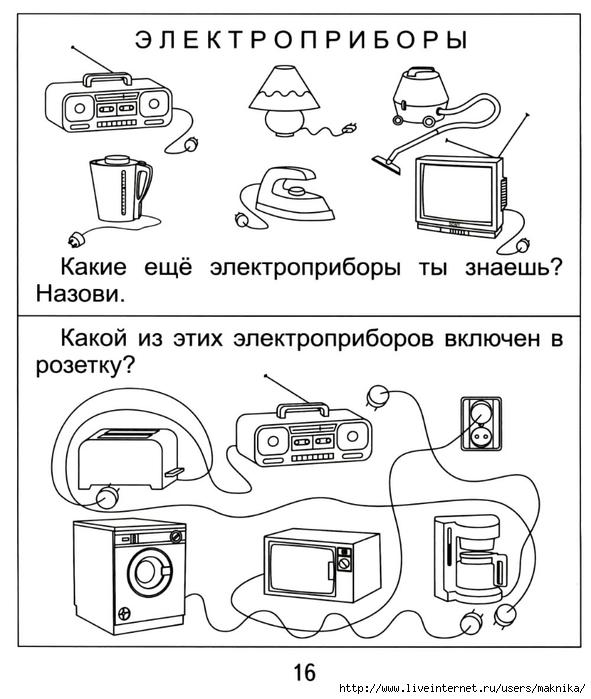 ЭЛЕКТРОПРИБОРЫ
Какие ещё электроприборы ты знаешь?
Назови.
Какой из этих электроприборов включен в
розетку?
16
http://www.liveinternet.ru/users/maknika/